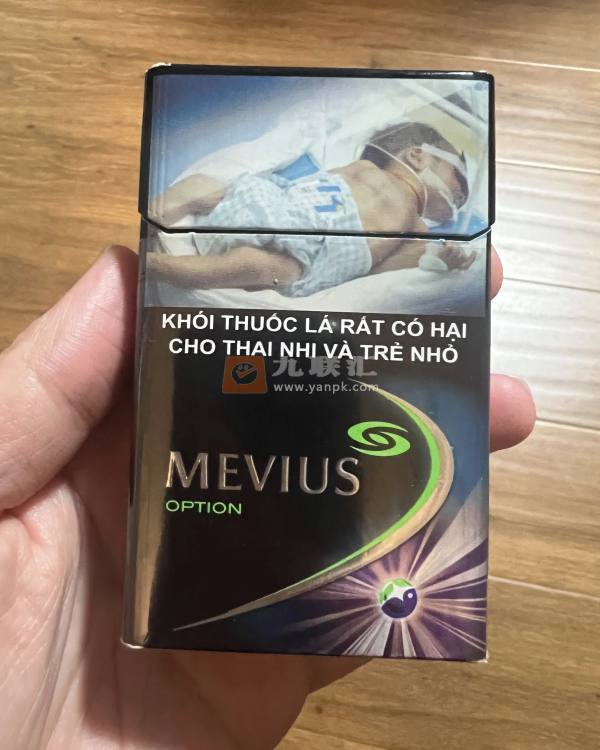 KHÓI THUỐC LÁ RẤT CÓ HẠI
CHO THAI NHI VÀ TRẺ NHỎ
九联汇
www.yanpk.com
MEVIUS
OPTION